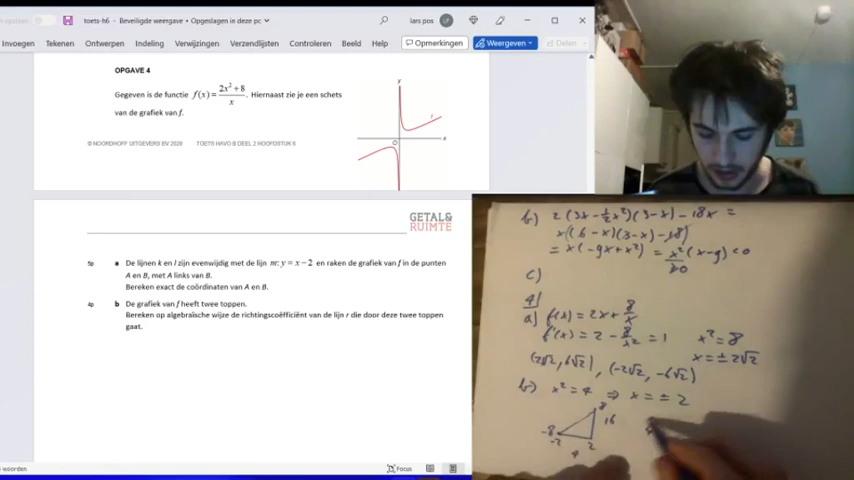 toets-h6 - Beveiligde weergave • Opgeslagen in deze pc
lars pos
LP
Invoegen Tekenen Ontwerpen Indeling Verwijzingen Verzendlijsten Controleren Beeld Help Opmerkingen Weergeven Delen
OPGAVE 4
Gegeven is de functie f(x) = (2x² + 8)/x. Hiernaast zie je een schets
van de grafiek van f.
y
f
O
x
© NOORDHOFF UITGEVERS BV 2020 TOETS HAVO B DEEL 2 HOOFDSTUK 6
GETAL&
RUIMTE
5p a De lijnen k en l zijn evenwijdig met de lijn m: y = x − 2 en raken de grafiek van f in de punten
A en B, met A links van B.
Bereken exact de coördinaten van A en B.
4p b De grafiek van f heeft twee toppen.
Bereken op algebraïsche wijze de richtingscoëfficiënt van de lijn r die door deze twee toppen
gaat.
woorden
Focus
b) 2(3x - ½x²)(3-x) - 18x =
x((6-x)(3-x) - 18)
= x(-9x + x²) = x²(x-9) < 0
≥0
c)
4)
a) f(x) = 2x + 8/x
f'(x) = 2 - 8/x² = 1 x² = 8
x = ± 2√2
(2√2, 6√2), (-2√2, -6√2)
b) x² = 4 ⇒ x = ± 2
8
16
-8
-2 2
4